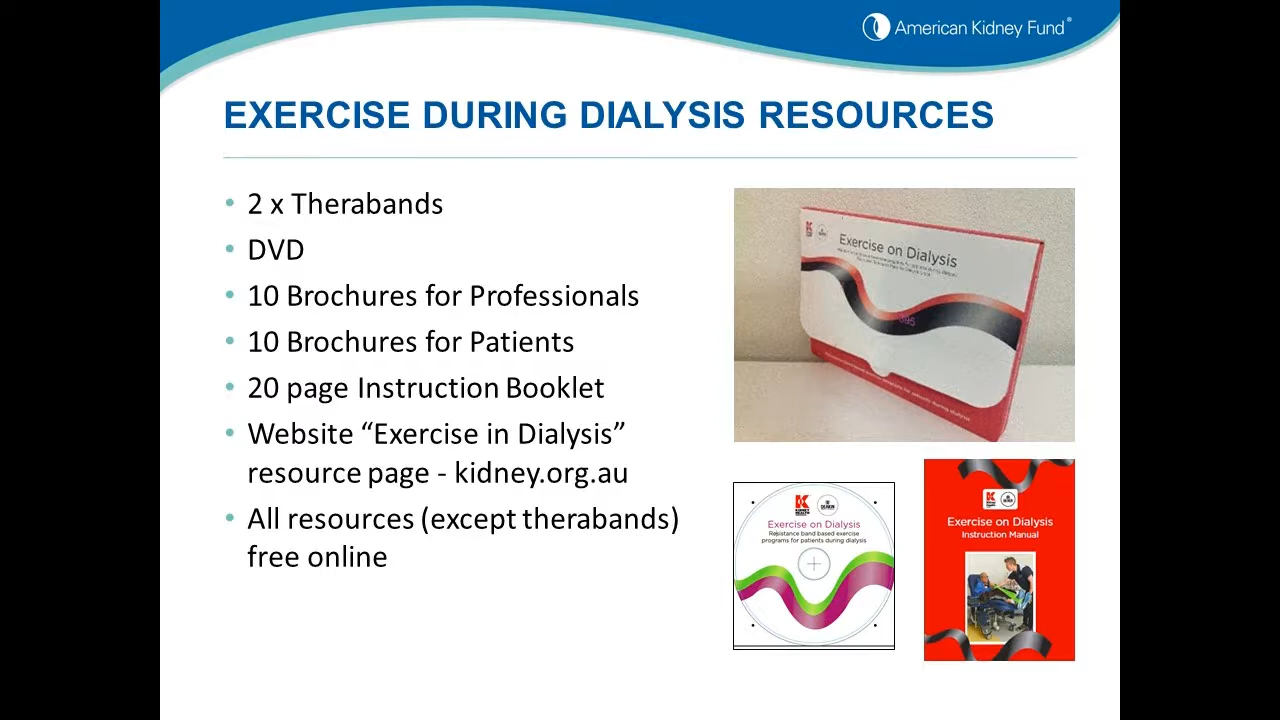 American Kidney Fund®
EXERCISE DURING DIALYSIS RESOURCES
• 2 x Therabands
• DVD
• 10 Brochures for Professionals
• 10 Brochures for Patients
• 20 page Instruction Booklet
• Website “Exercise in Dialysis”
resource page - kidney.org.au
• All resources (except therabands)
free online
Exercise on Dialysis
Exercise on Dialysis
Resistance band based exercise
programs for patients during dialysis
Exercise on Dialysis
Instruction Manual